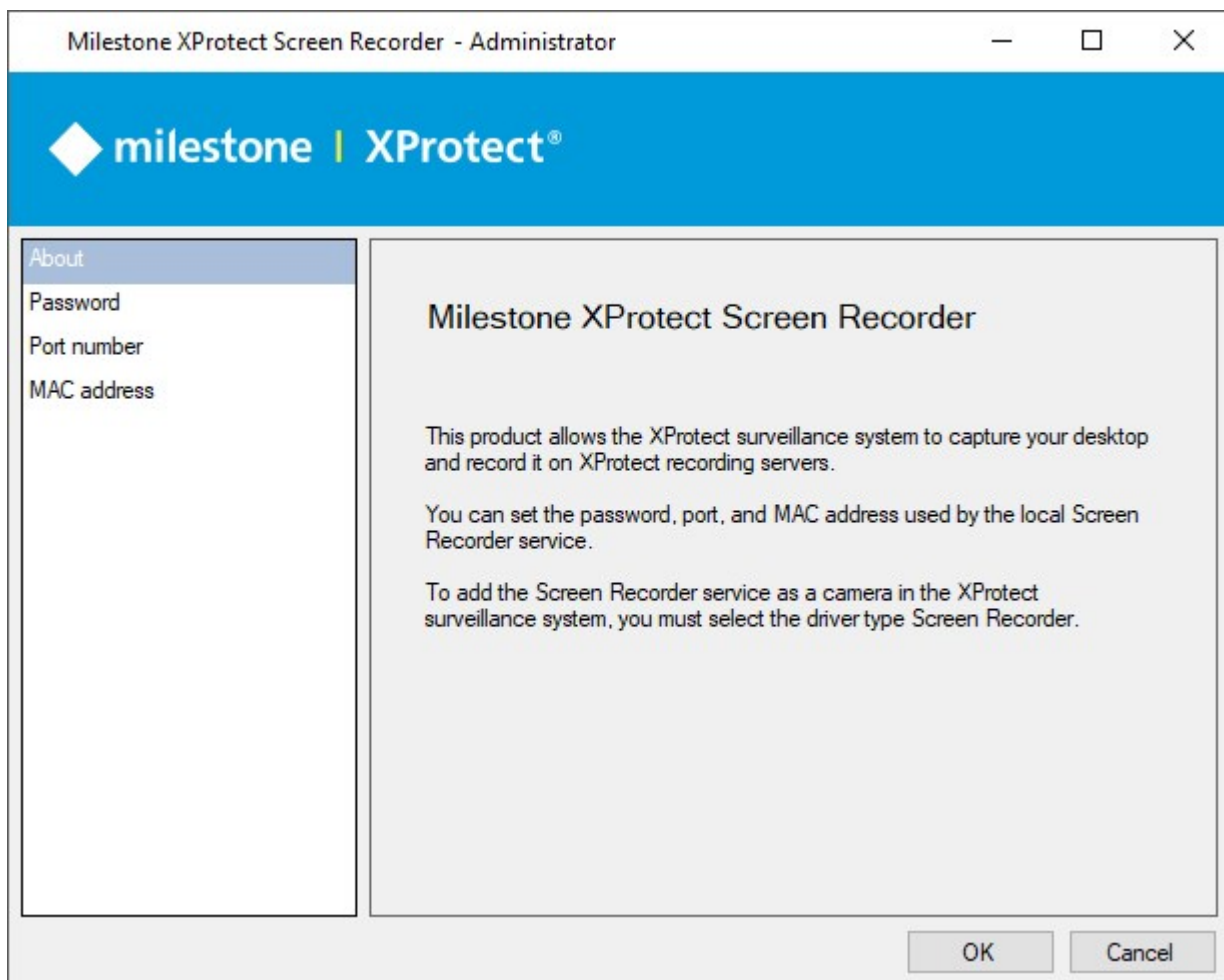 Milestone XProtect Screen Recorder - Administrator
milestone | XProtect®
About
Password
Port number
MAC address
Milestone XProtect Screen Recorder
This product allows the XProtect surveillance system to capture your desktop
and record it on XProtect recording servers.
You can set the password, port, and MAC address used by the local Screen
Recorder service.
To add the Screen Recorder service as a camera in the XProtect
surveillance system, you must select the driver type Screen Recorder.
OK
Cancel